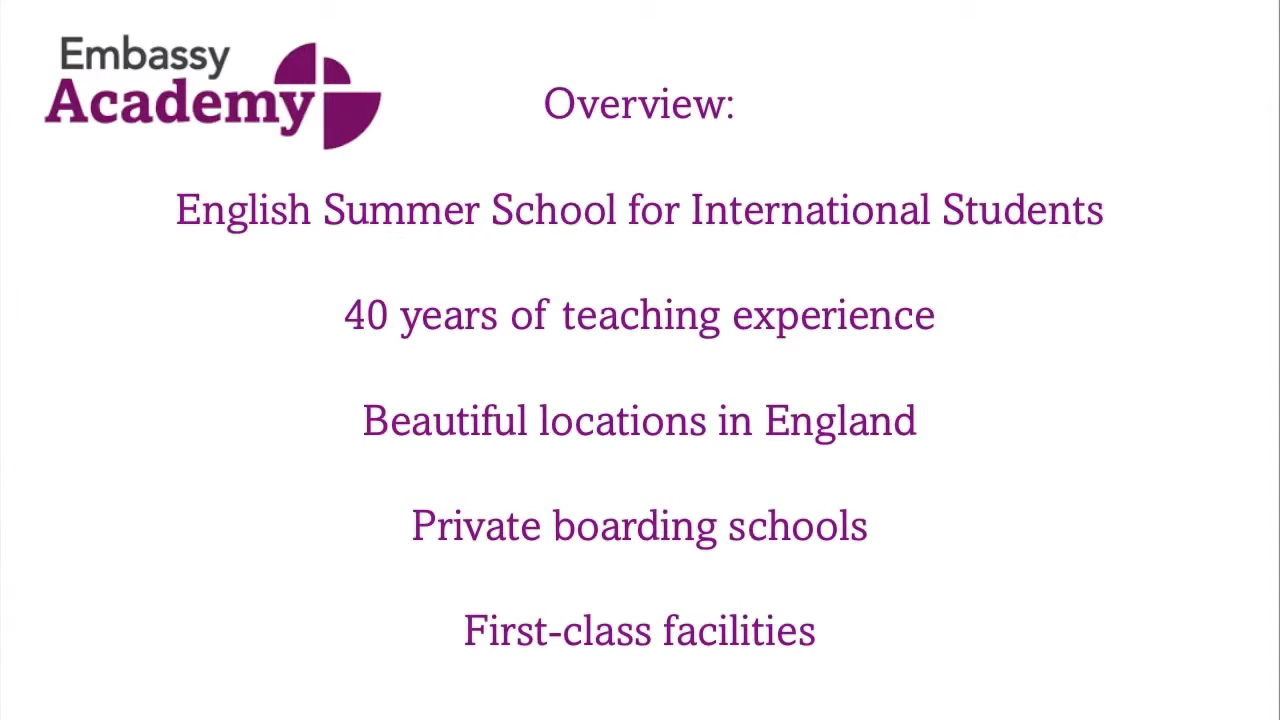 Embassy
Academy
Overview:
English Summer School for International Students
40 years of teaching experience
Beautiful locations in England
Private boarding schools
First-class facilities